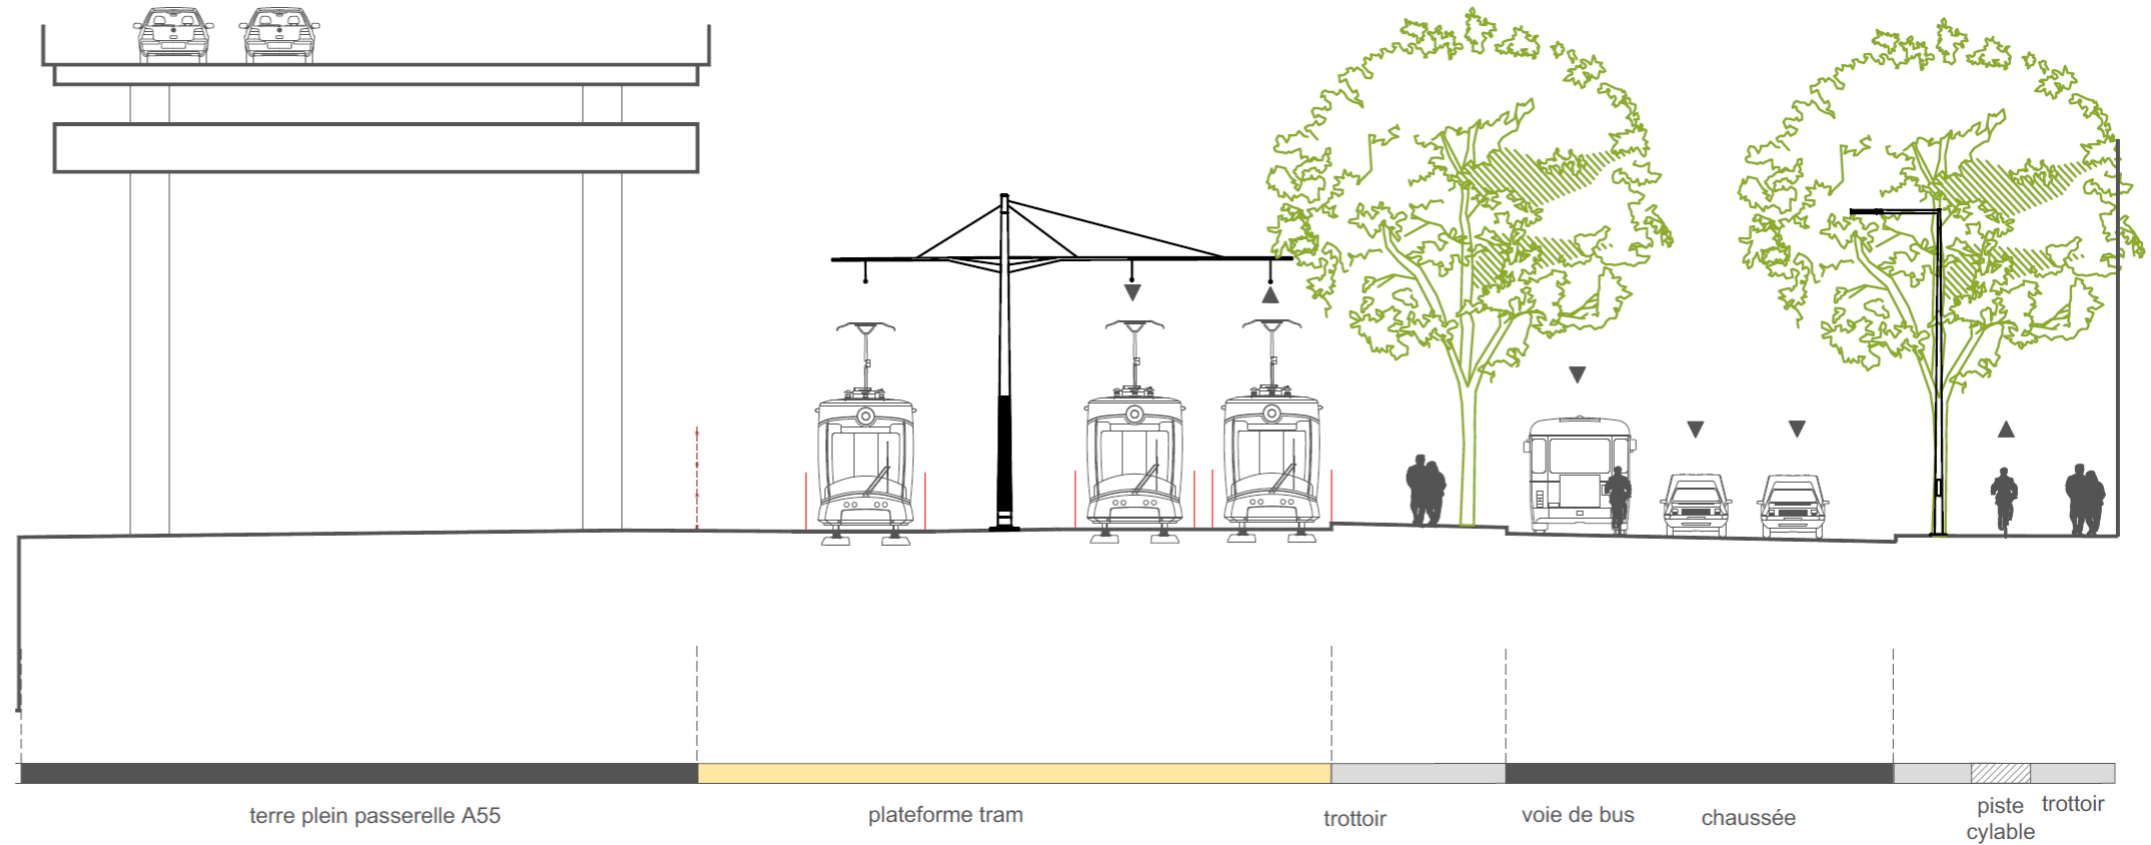 terre plein passerelle A55
plateforme tram
trottoir
voie de bus
chaussée
piste
cylable
trottoir